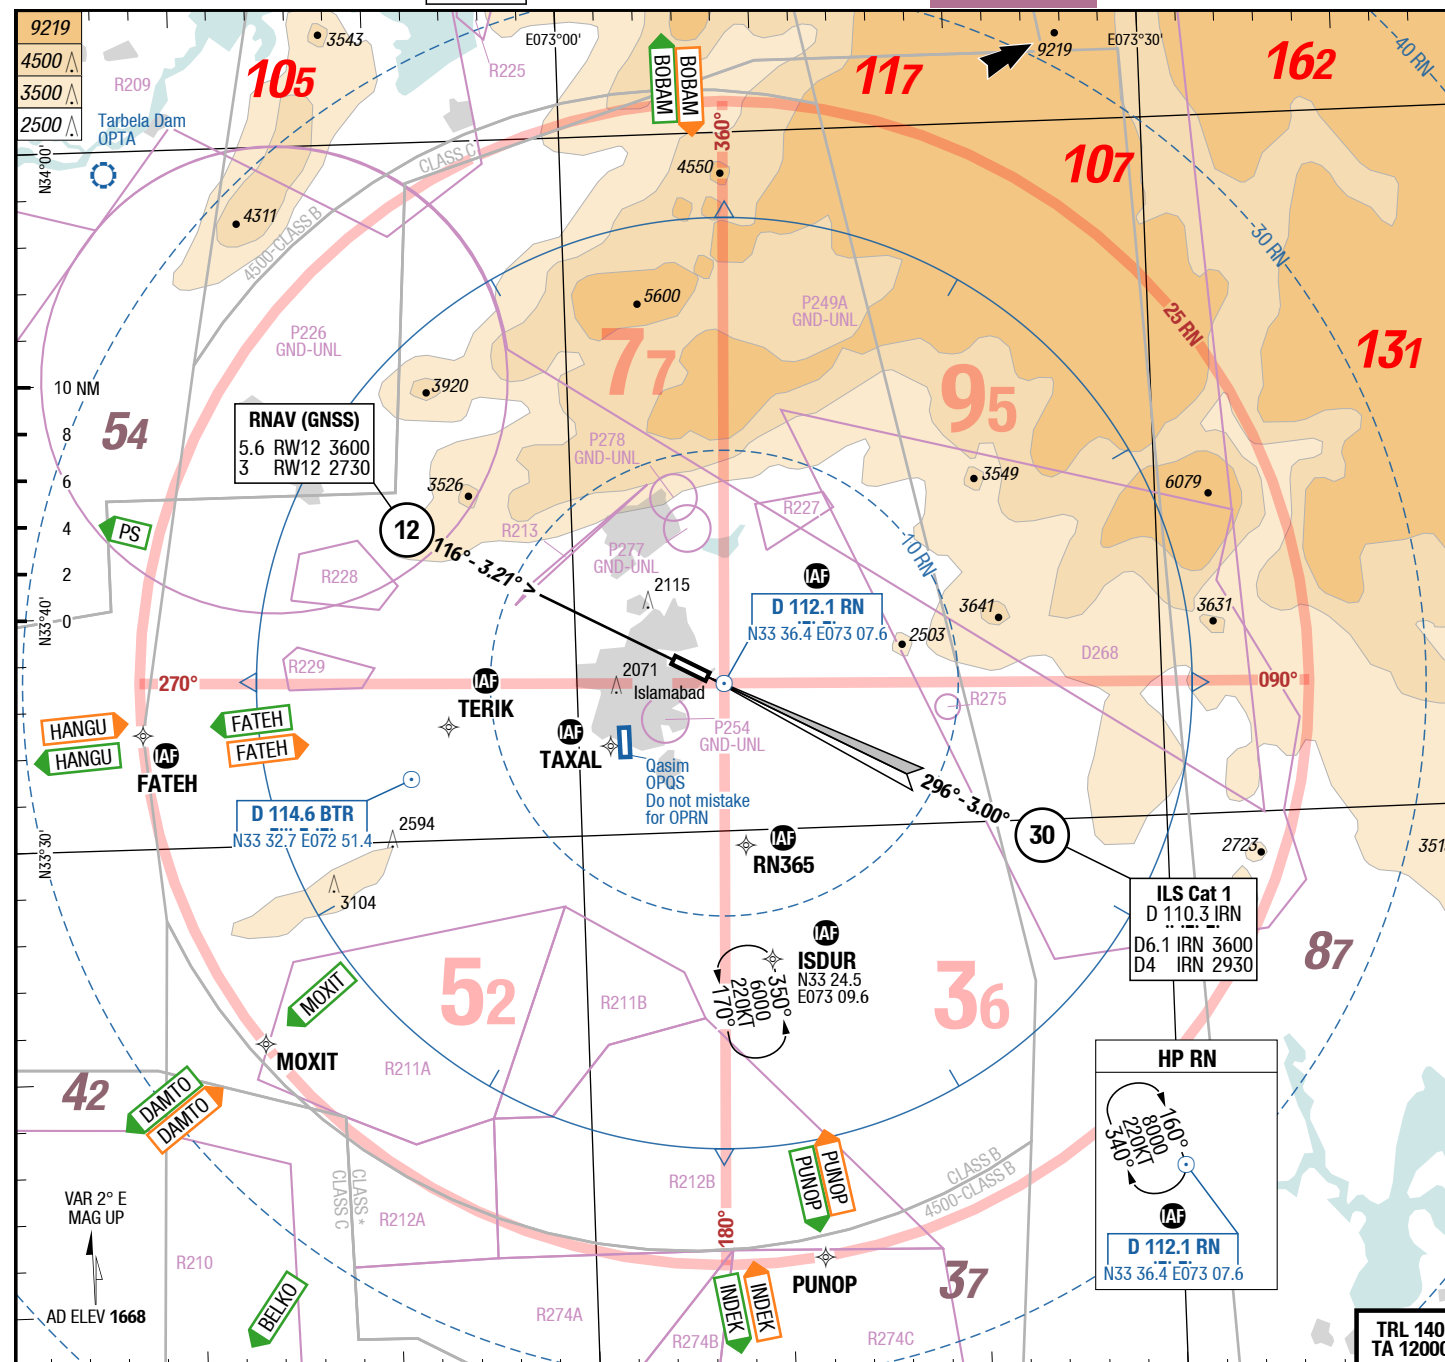 9219
4500
3500
2500
R209
Tarbela Dam
OPTA
N34°00'
3543
105
R225
E073°00'
BOBAM
BOBAM
117
9219
E073°30'
162
40 RN
CLASS C
4500-CLASS B
4311
360°
4550
107
30 RN
5600
P249A
GND-UNL
P226
GND-UNL
77
25 RN
131
10 NM
8
6
4
2
0
54
3920
95
RNAV (GNSS)
5.6 RW12 3600
3 RW12 2730
P278
GND-UNL
3549
6079
3526
R227
R213
PS
12
116° - 3.21° >
P277
GND-UNL
10 RN
R228
2115
IAF
D 112.1 RN
N33 36.4 E073 07.6
3641
3631
2503
N33°40'
R229
D268
270°
IAF
TERIK
2071
Islamabad
090°
R275
HANGU
HANGU
IAF
FATEH
FATEH
FATEH
IAF
TAXAL
P254
GND-UNL
Qasim
OPQS
Do not mistake
for OPRN
D 114.6 BTR
N33 32.7 E072 51.4
296° - 3.00°
30
2594
N33°30'
IAF
RN365
2723
351
3104
ILS Cat 1
D 110.3 IRN
D6.1 IRN 3600
D4 IRN 2930
IAF
ISDUR
N33 24.5
E073 09.6
87
52
R211B
350°
6000
220KT
170°
36
MOXIT
MOXIT
R211A
HP RN
160°
8000
220KT
340°
IAF
D 112.1 RN
N33 36.4 E073 07.6
42
DAMTO
DAMTO
PUNOP
PUNOP
CLASS B
4500-CLASS B
R212B
CLASS *
CLASS C
R212A
180°
VAR 2° E
MAG UP
AD ELEV 1668
R210
BELKO
PUNOP
37
INDEK
INDEK
R274A
R274B
R274C
TRL 140
TA 12000